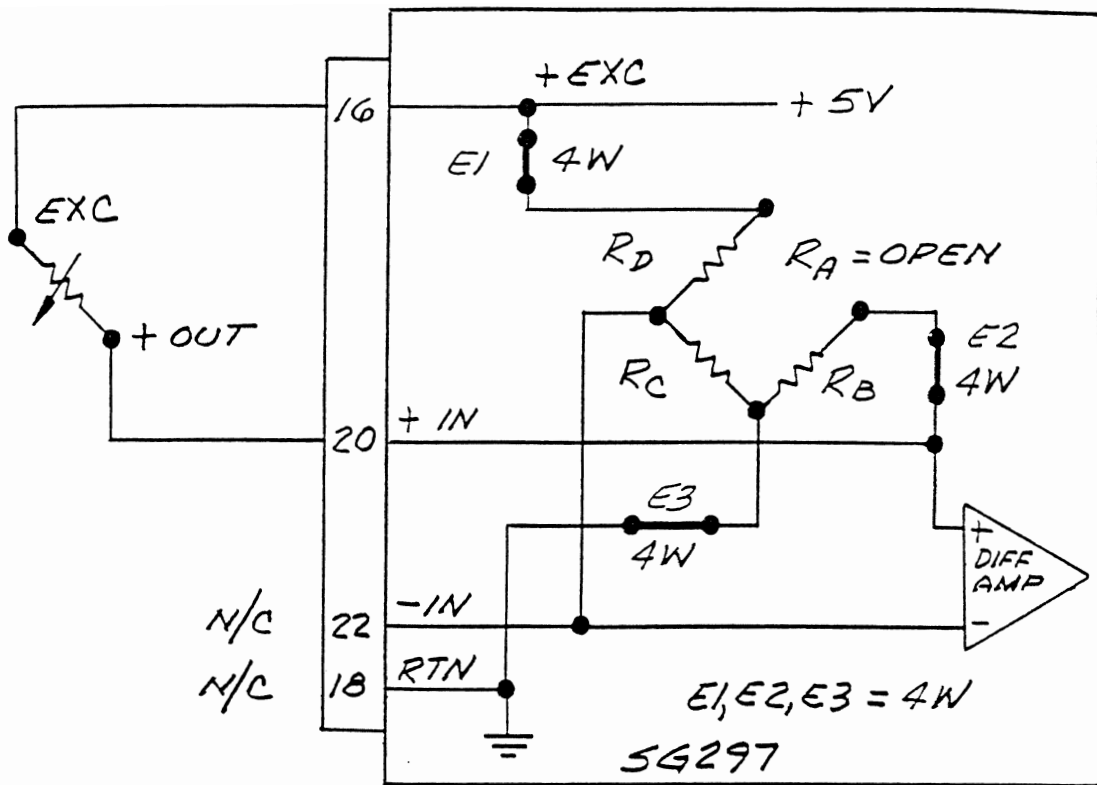 + EXC
16
+ 5V
E1
4W
EXC
RD
RA = OPEN
+ OUT
E2
RC
RB
4W
+ IN
20
E3
4W
+
DIFF
AMP
-
N/C
22
-IN
N/C
18
RTN
E1, E2, E3 = 4W
SG297